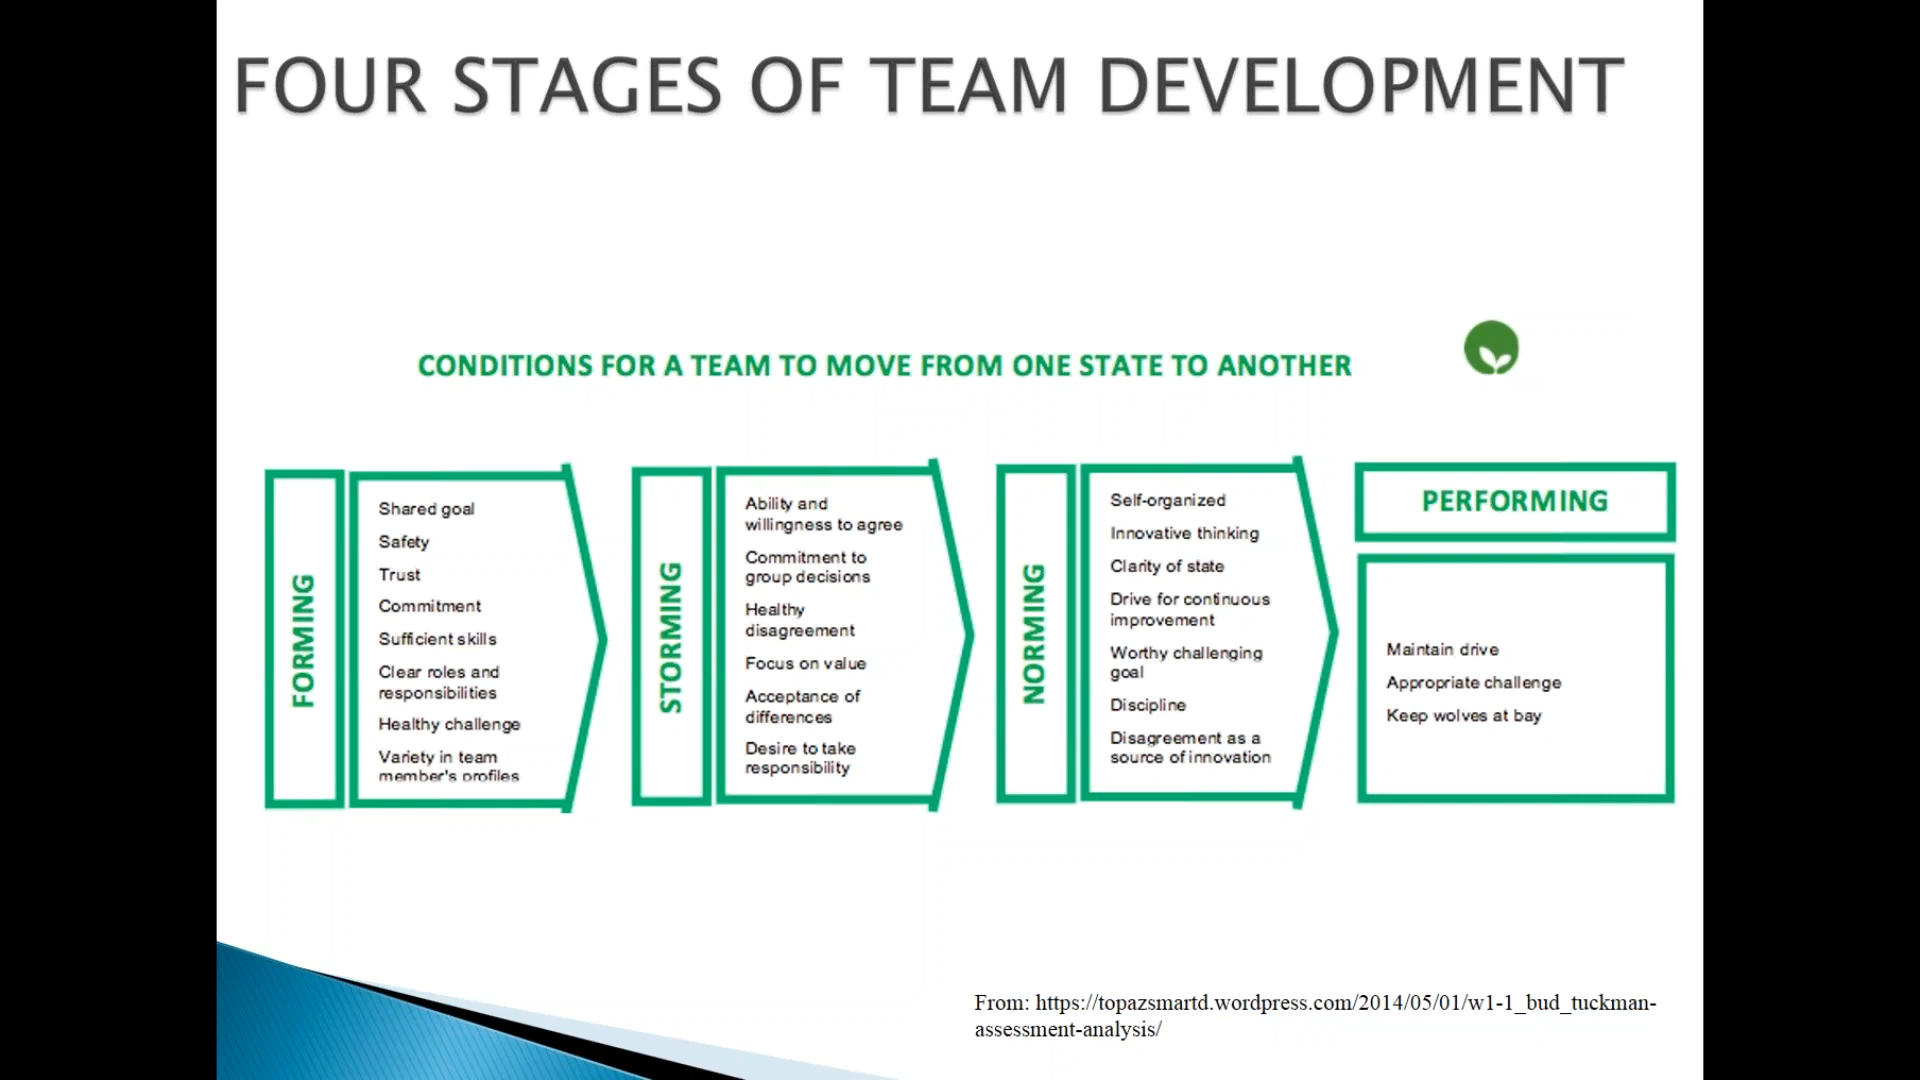 FOUR STAGES OF TEAM DEVELOPMENT
CONDITIONS FOR A TEAM TO MOVE FROM ONE STATE TO ANOTHER
FORMING
Shared goal
Safety
Trust
Commitment
Sufficient skills
Clear roles and
responsibilities
Healthy challenge
Variety in team
member's profiles
STORMING
Ability and
willingness to agree
Commitment to
group decisions
Healthy
disagreement
Focus on value
Acceptance of
differences
Desire to take
responsibility
NORMING
Self-organized
Innovative thinking
Clarity of state
Drive for continuous
improvement
Worthy challenging
goal
Discipline
Disagreement as a
source of innovation
PERFORMING
Maintain drive
Appropriate challenge
Keep wolves at bay
From: https://topazsmartd.wordpress.com/2014/05/01/w1-1_bud_tuckman-
assessment-analysis/